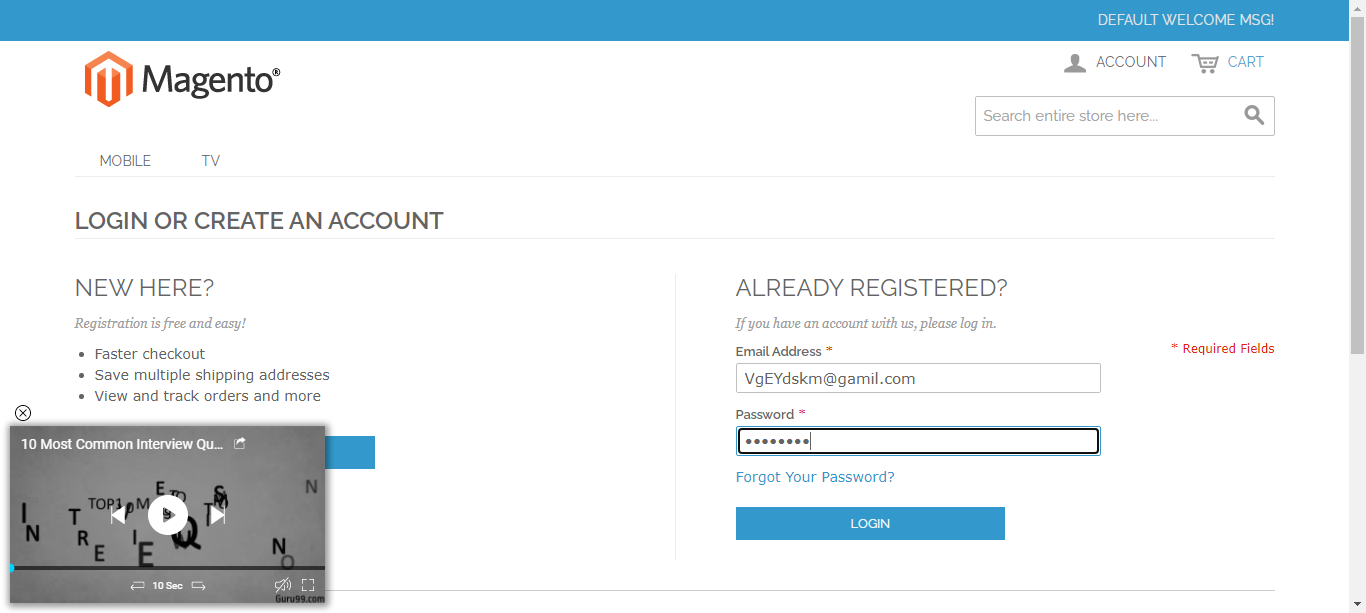 DEFAULT WELCOME MSG!
Magento®
ACCOUNT
CART
Search entire store here...
MOBILE
TV
LOGIN OR CREATE AN ACCOUNT
NEW HERE?
Registration is free and easy!
Faster checkout
Save multiple shipping addresses
View and track orders and more
ALREADY REGISTERED?
If you have an account with us, please log in.
* Required Fields
Email Address *
VgEYdskm@gamil.com
Password *
••••••••
Forgot Your Password?
LOGIN
10 Most Common Interview Qu...
TOP10
10 Sec
Guru99.com